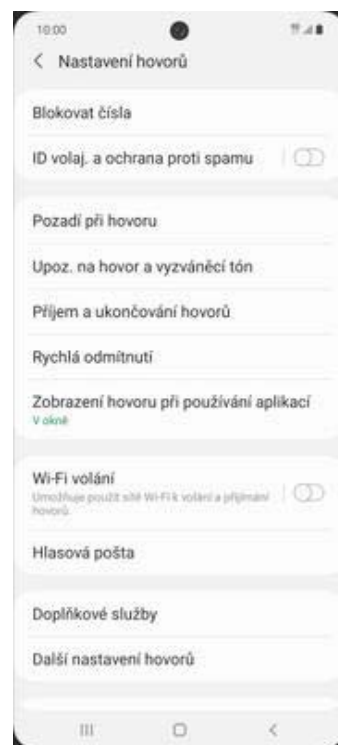 10:00
Nastavení hovorů
Blokovat čísla
ID volaj. a ochrana proti spamu
Pozadí při hovoru
Upoz. na hovor a vyzváněcí tón
Příjem a ukončování hovorů
Rychlá odmítnutí
Zobrazení hovoru při používání aplikací
V okně
Wi-Fi volání
Umožňuje použít sítě Wi-Fi k volání a přijímání
hovorů.
Hlasová pošta
Doplňkové služby
Další nastavení hovorů